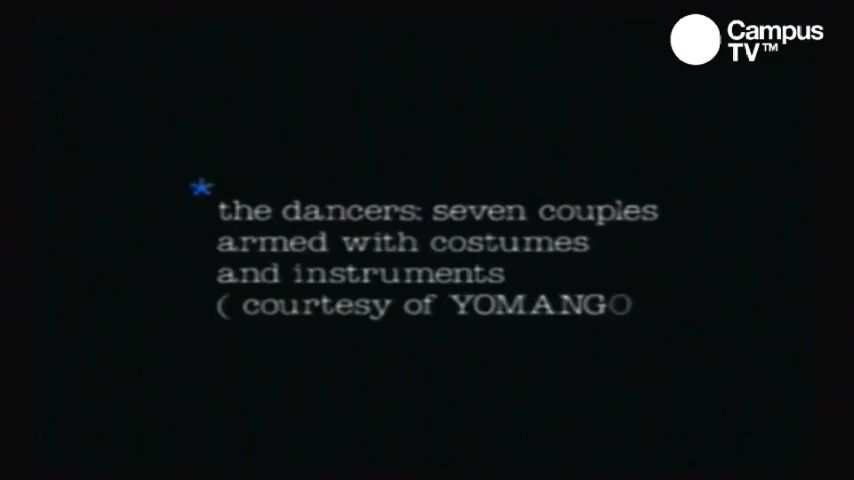 Campus
TV™
*
the dancers: seven couples
armed with costumes
and instruments
( courtesy of YOMANGO